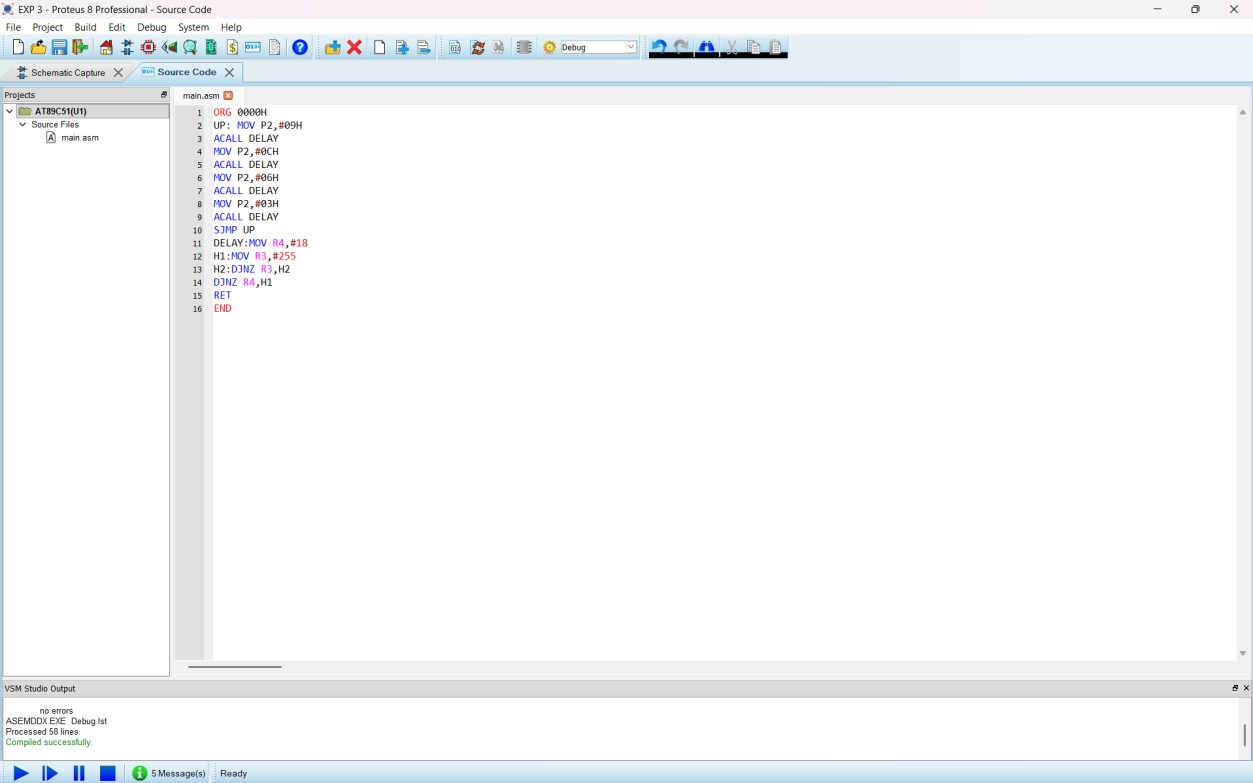 EXP 3 - Proteus 8 Professional - Source Code
File Project Build Edit Debug System Help
Debug
Schematic Capture
Source Code
Projects
AT89C51(U1)
Source Files
main.asm
main.asm
1 ORG 0000H
2 UP: MOV P2,#09H
3 ACALL DELAY
4 MOV P2,#0CH
5 ACALL DELAY
6 MOV P2,#06H
7 ACALL DELAY
8 MOV P2,#03H
9 ACALL DELAY
10 SJMP UP
11 DELAY:MOV R4,#18
12 H1:MOV R3,#255
13 H2:DJNZ R3,H2
14 DJNZ R4,H1
15 RET
16 END
VSM Studio Output
no errors
ASEMDDX.EXE Debug.lst
Processed 58 lines.
Compiled successfully.
5 Message(s) Ready